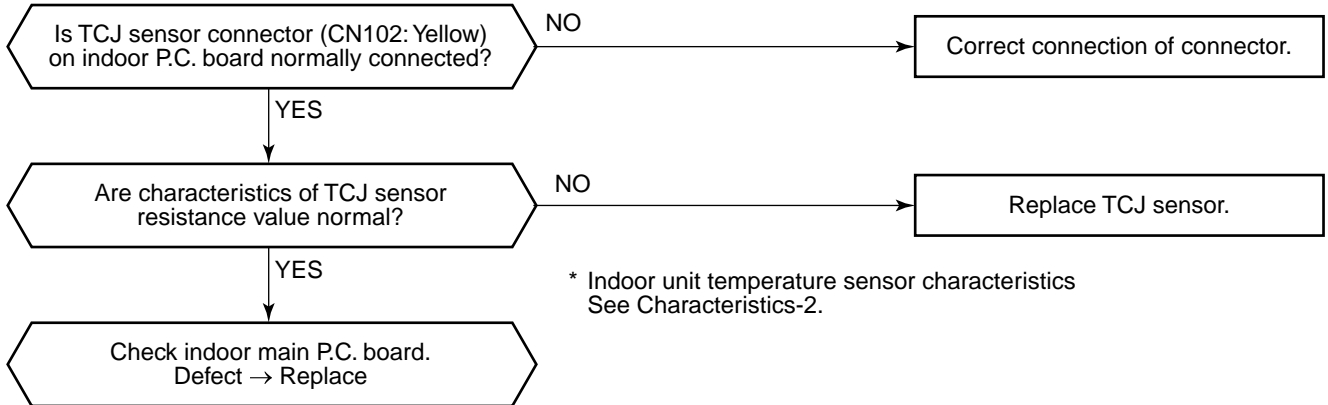 Is TCJ sensor connector (CN102: Yellow)
on indoor P.C. board normally connected?
NO
Correct connection of connector.
YES
Are characteristics of TCJ sensor
resistance value normal?
NO
Replace TCJ sensor.
YES
* Indoor unit temperature sensor characteristics
See Characteristics-2.
Check indoor main P.C. board.
Defect → Replace